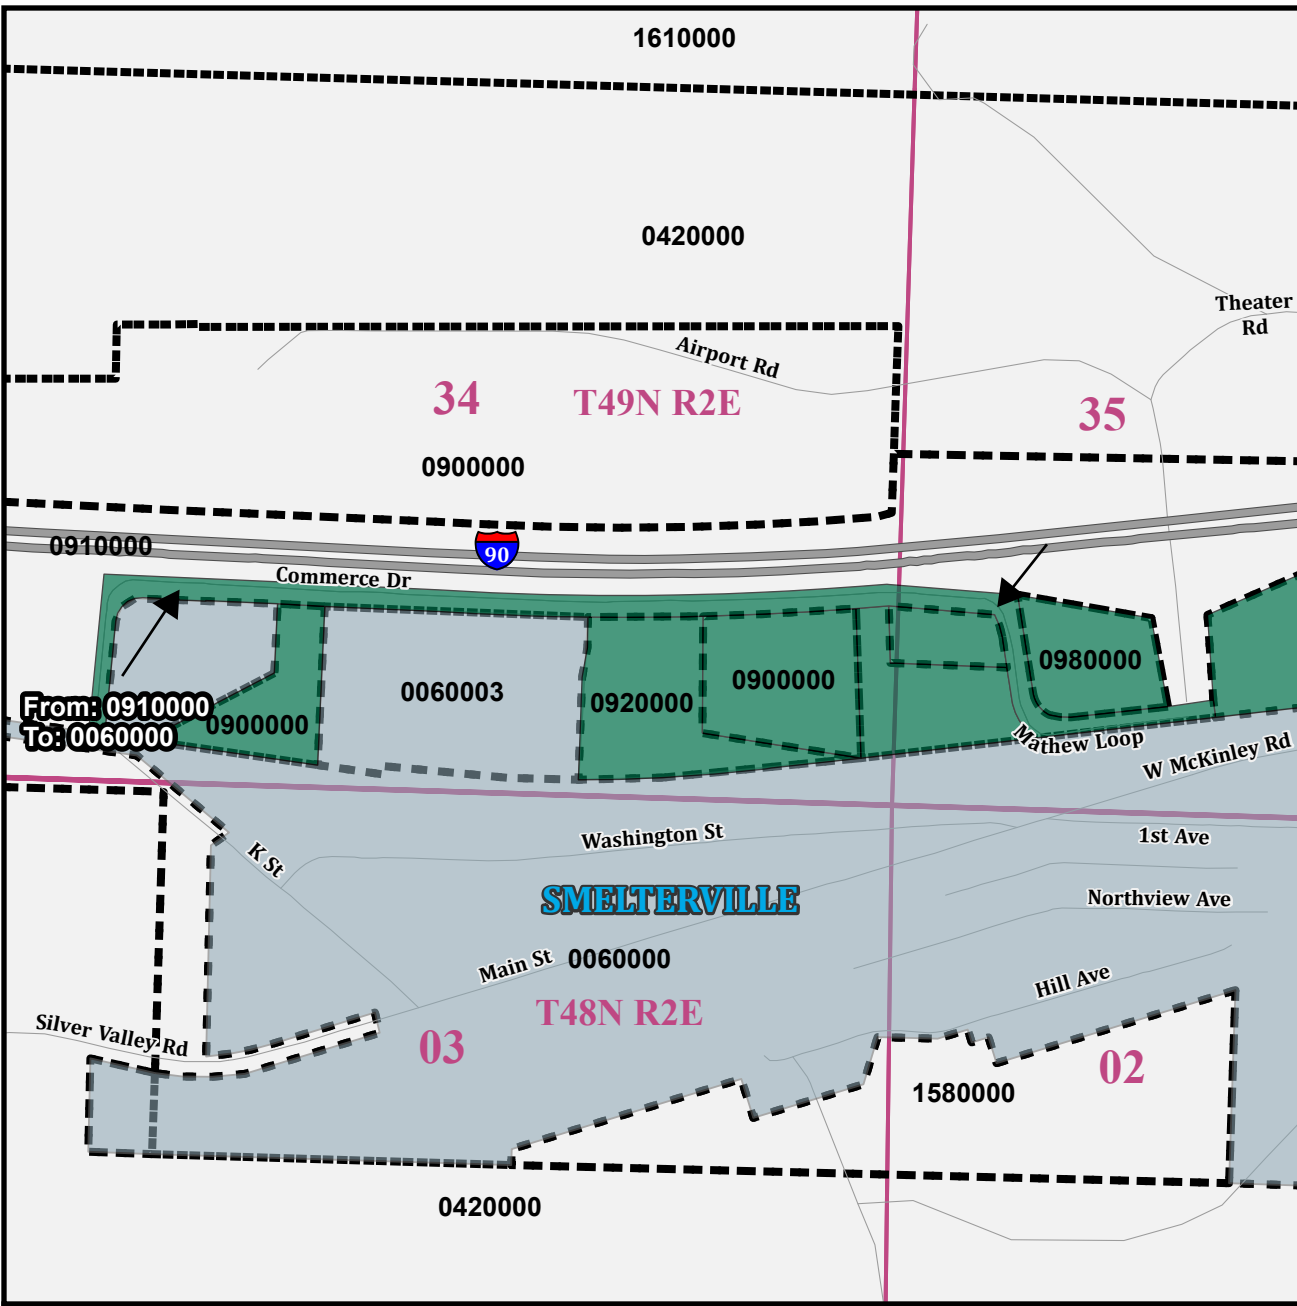 1610000
0420000
Theater
Rd
Airport Rd
34
T49N R2E
35
0900000
0910000
90
Commerce Dr
0980000
0060003
0900000
0920000
From: 0910000
0900000
To: 0060000
Mathew Loop
W McKinley Rd
Washington St
1st Ave
K St
SMELTERVILLE
Northview Ave
0060000
Main St
Hill Ave
T48N R2E
Silver Valley Rd
03
02
1580000
0420000